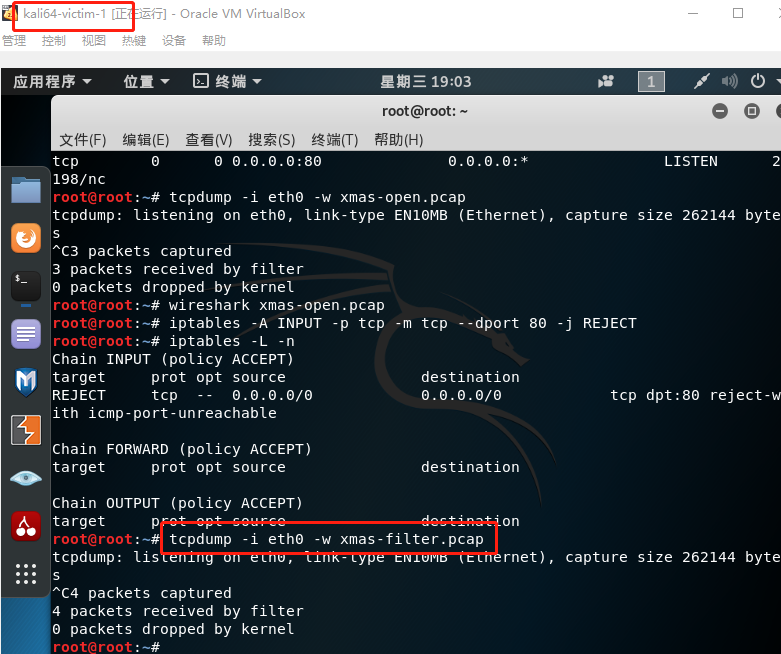 kali64-victim-1 [正在运行] - Oracle VM VirtualBox
管理 控制 视图 热键 设备 帮助
应用程序 位置 终端 星期三 19:03 1
root@root: ~
文件(F) 编辑(E) 查看(V) 搜索(S) 终端(T) 帮助(H)
tcp 0 0 0.0.0.0:80 0.0.0.0:* LISTEN 2
198/nc
root@root:~# tcpdump -i eth0 -w xmas-open.pcap
tcpdump: listening on eth0, link-type EN10MB (Ethernet), capture size 262144 byte
s
^C3 packets captured
3 packets received by filter
0 packets dropped by kernel
root@root:~# wireshark xmas-open.pcap
root@root:~# iptables -A INPUT -p tcp -m tcp --dport 80 -j REJECT
root@root:~# iptables -L -n
Chain INPUT (policy ACCEPT)
target prot opt source destination
REJECT tcp -- 0.0.0.0/0 0.0.0.0/0 tcp dpt:80 reject-w
ith icmp-port-unreachable
Chain FORWARD (policy ACCEPT)
target prot opt source destination
Chain OUTPUT (policy ACCEPT)
target prot opt source destination
root@root:~# tcpdump -i eth0 -w xmas-filter.pcap
tcpdump: listening on eth0, link-type EN10MB (Ethernet), capture size 262144 byte
s
^C4 packets captured
4 packets received by filter
0 packets dropped by kernel
root@root:~#